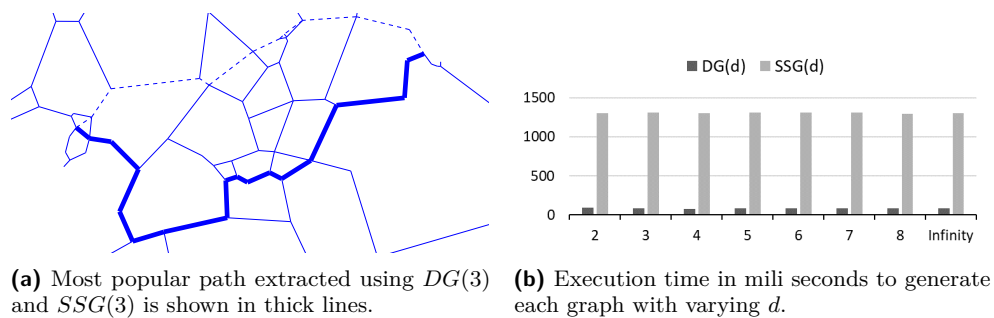 DG(d) SSG(d)
1500
1000
500
0
2 3 4 5 6 7 8 Infinity
(a) Most popular path extracted using DG(3)
and SSG(3) is shown in thick lines.
(b) Execution time in mili seconds to generate
each graph with varying d.